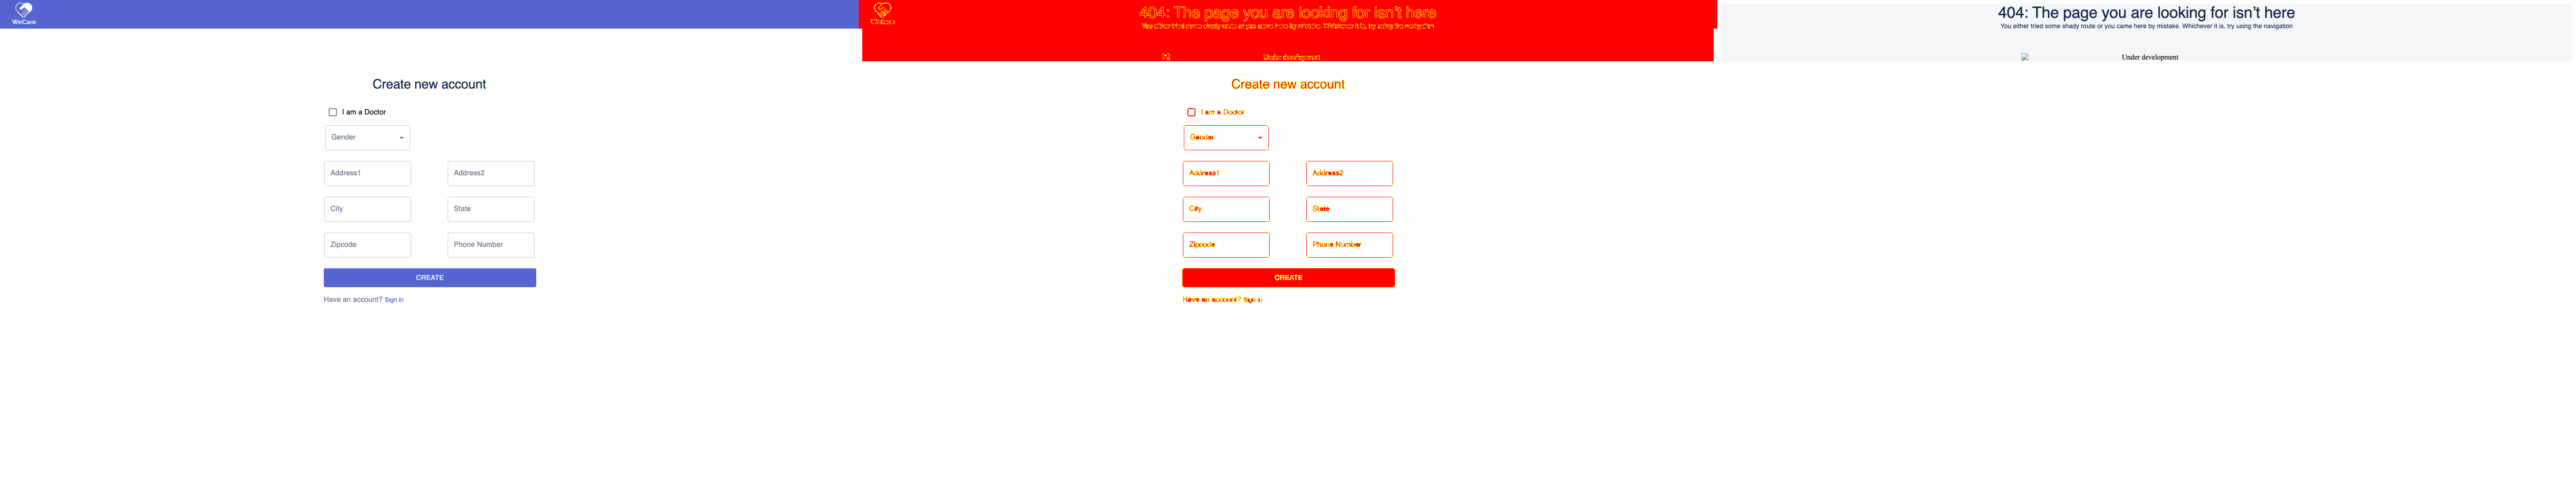 WeCare
Create new account
I am a Doctor
Gender
Address1
Address2
City
State
Zipcode
Phone Number
CREATE
Have an account? Sign in
WeCare
404: The page you are looking for isn't here
You either tried some shady route or you came here by mistake. Whichever it is, try using the navigation
Under development
Create new account
I am a Doctor
Gender
Address1
Address2
City
State
Zipcode
Phone Number
CREATE
Have an account? Sign in
404: The page you are looking for isn't here
You either tried some shady route or you came here by mistake. Whichever it is, try using the navigation
Under development